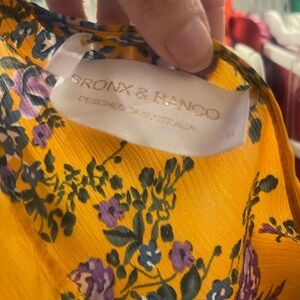 BRONX & BANCO
DESIGNED IN AUSTRALIA
S